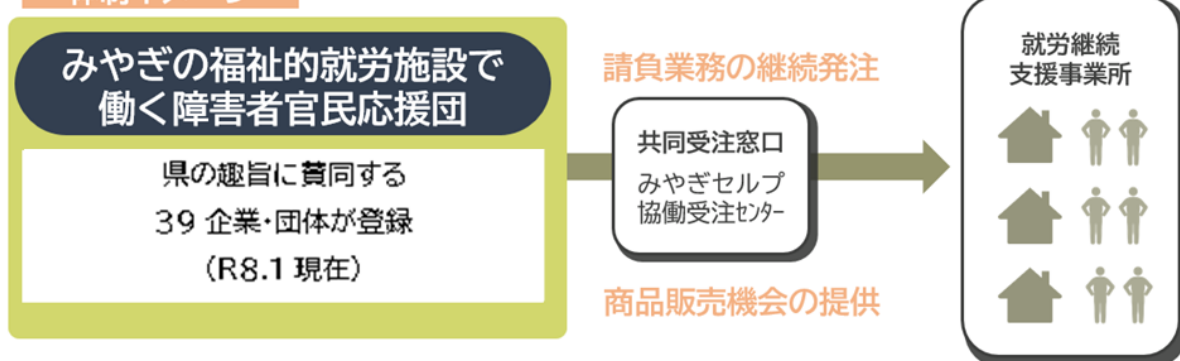 みやぎの福祉的就労施設で
働く障害者官民応援団
県の趣旨に賛同する
39 企業・団体が登録
（R8.1 現在）
請負業務の継続発注
共同受注窓口
みやぎセルプ
協働受注ｾﾝﾀｰ
商品販売機会の提供
就労継続
支援事業所